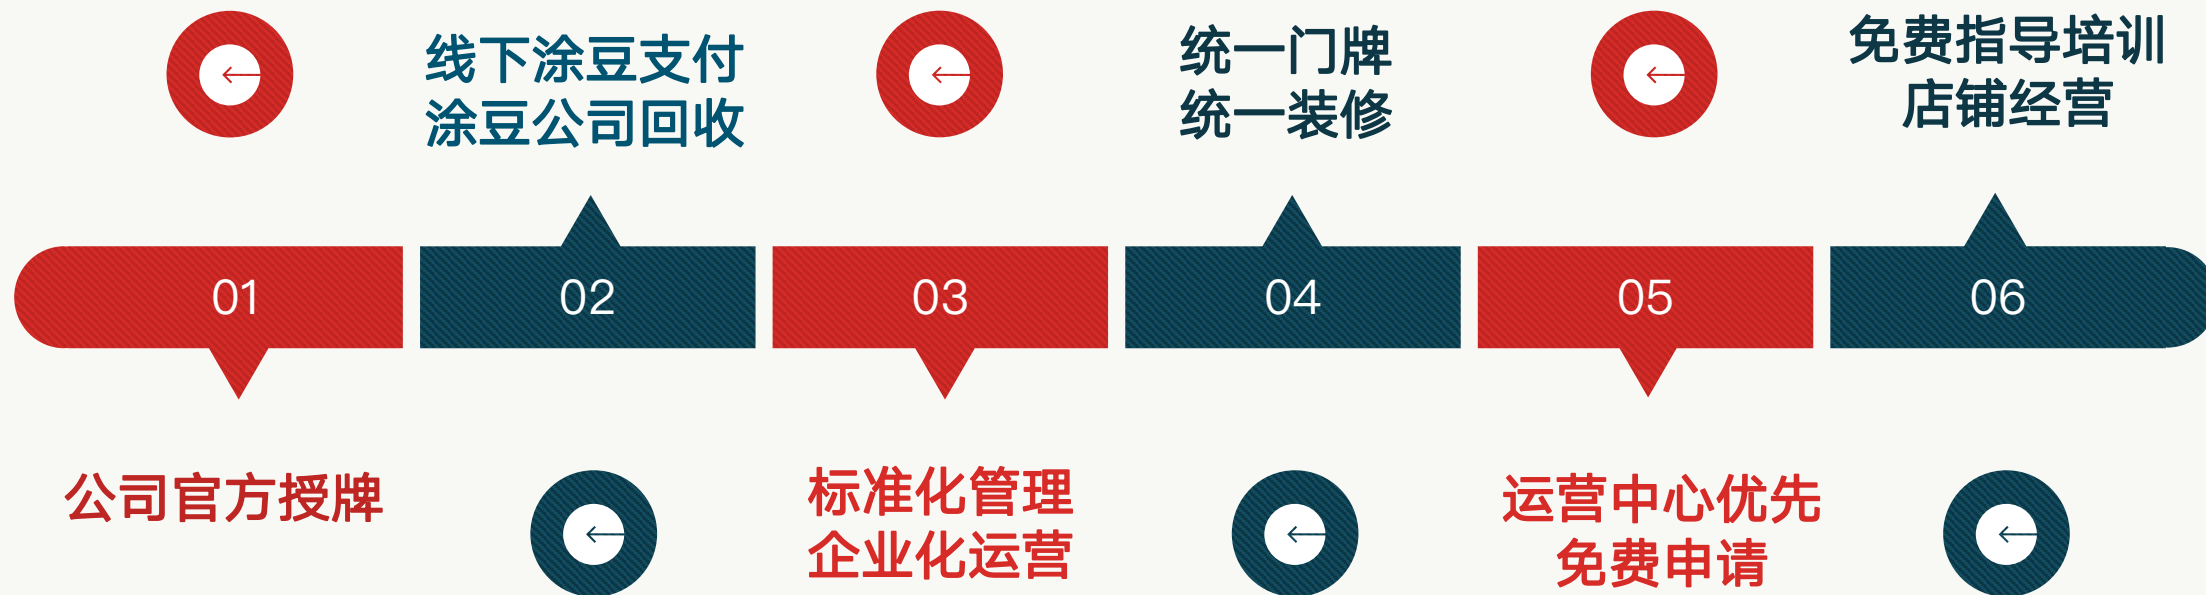 线下涂豆支付
涂豆公司回收
统一门牌
统一装修
免费指导培训
店铺经营
01
02
03
04
05
06
公司官方授牌
标准化管理
企业化运营
运营中心优先
免费申请